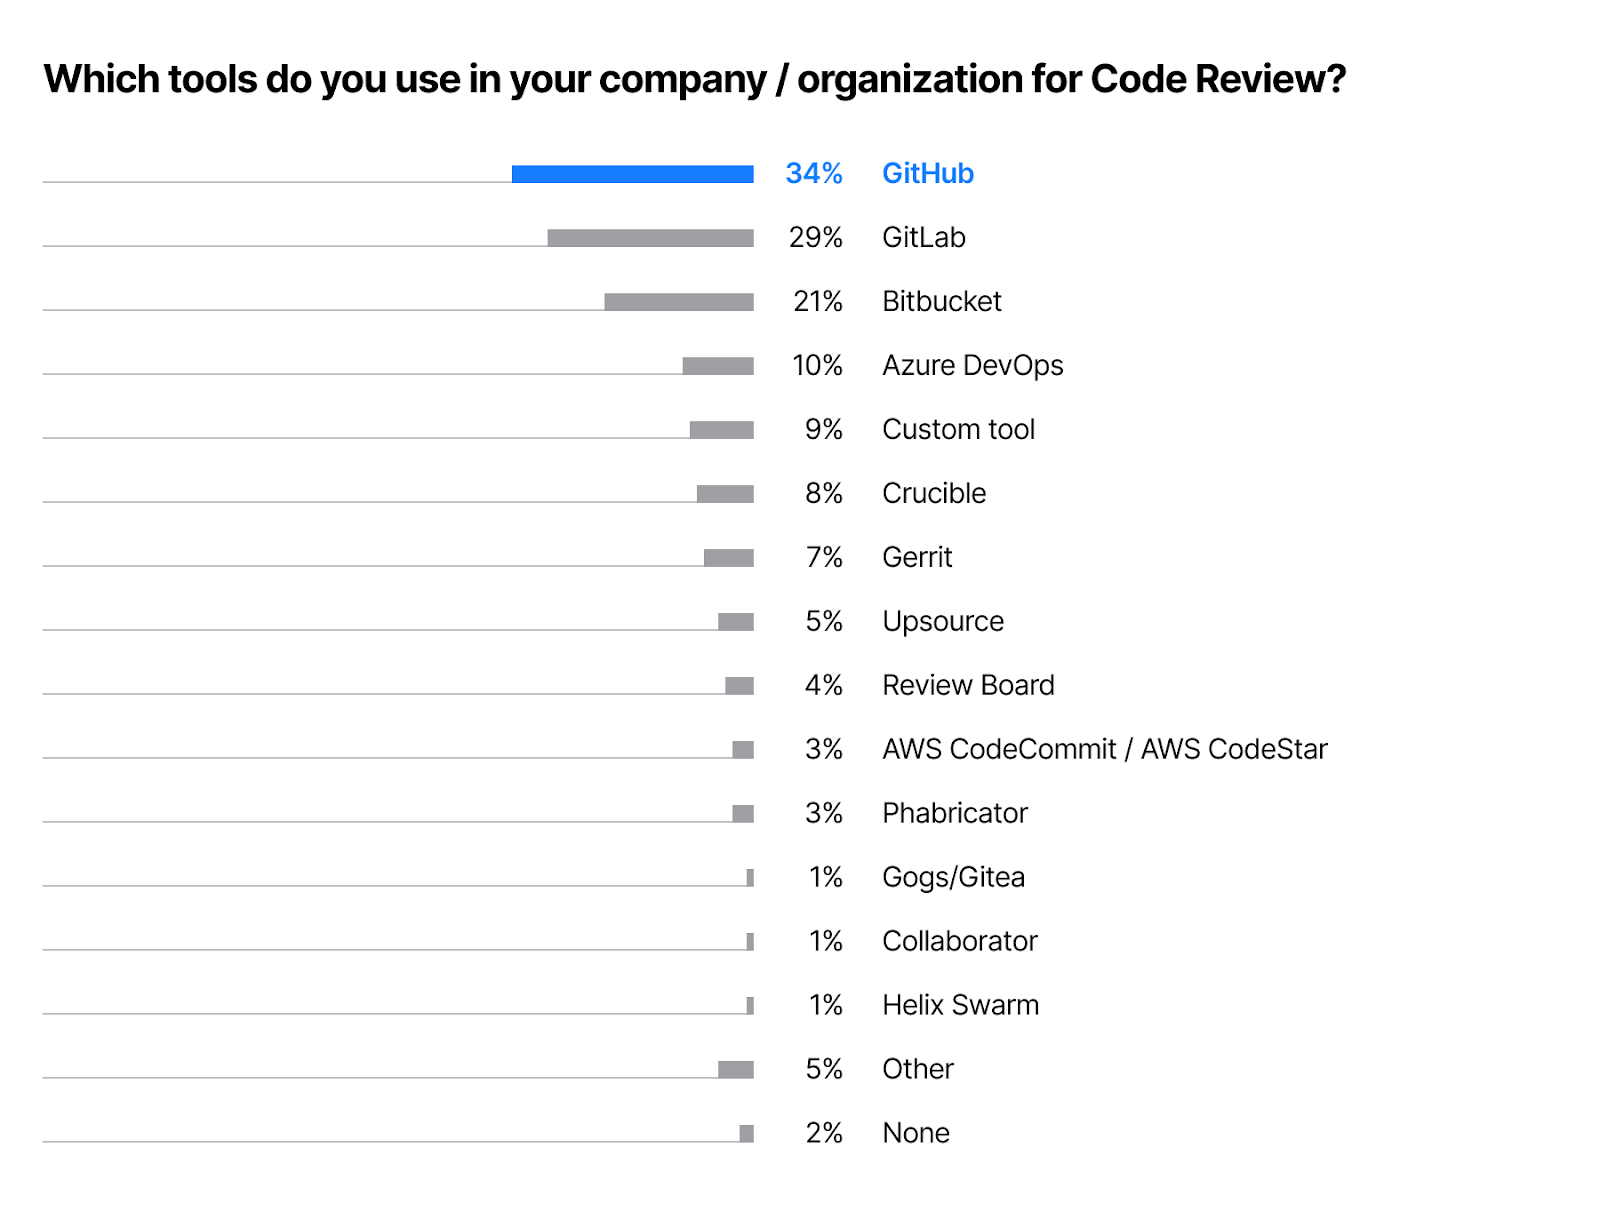 Which tools do you use in your company / organization for Code Review?
34% GitHub
29% GitLab
21% Bitbucket
10% Azure DevOps
9% Custom tool
8% Crucible
7% Gerrit
5% Upsource
4% Review Board
3% AWS CodeCommit / AWS CodeStar
3% Phabricator
1% Gogs/Gitea
1% Collaborator
1% Helix Swarm
5% Other
2% None